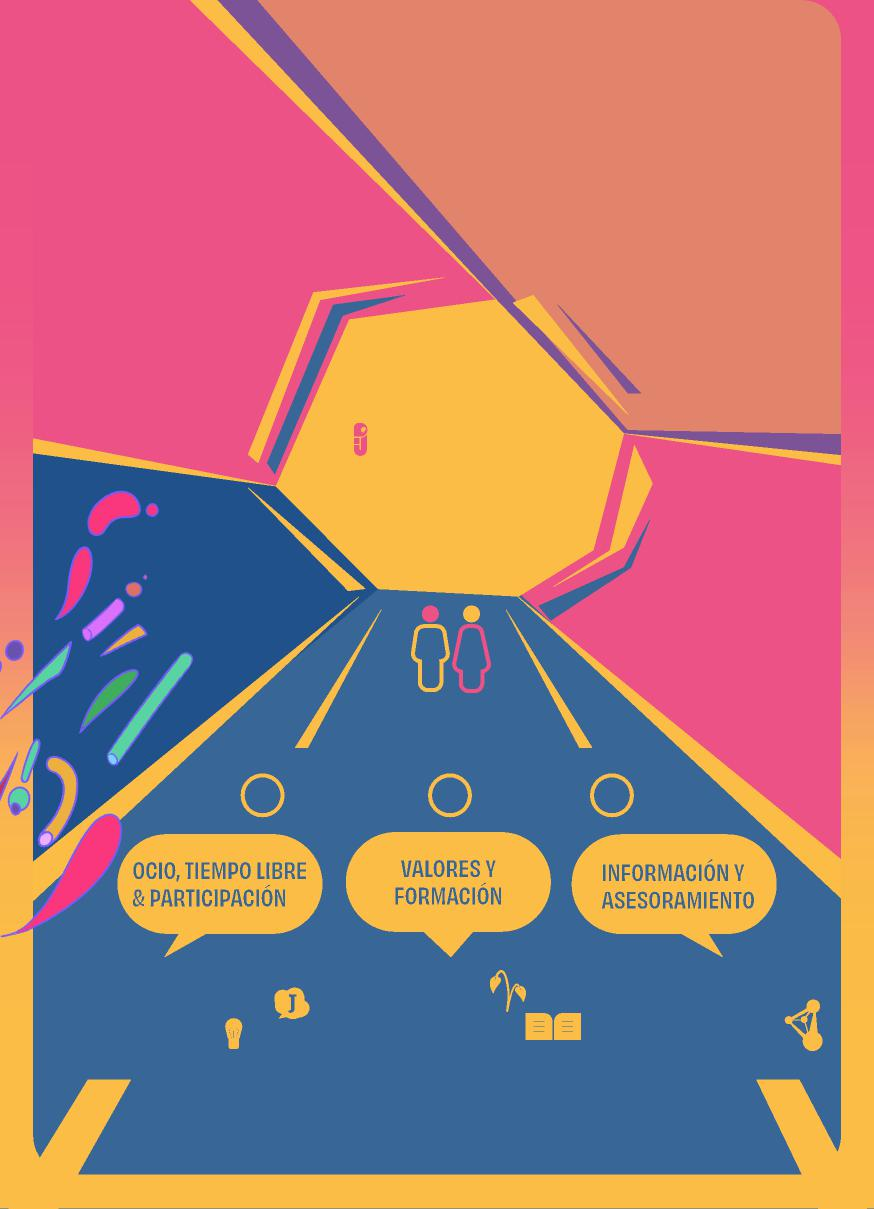 OCIO, TIEMPO LIBRE
& PARTICIPACIÓN
VALORES Y
FORMACIÓN
INFORMACIÓN Y
ASESORAMIENTO
J